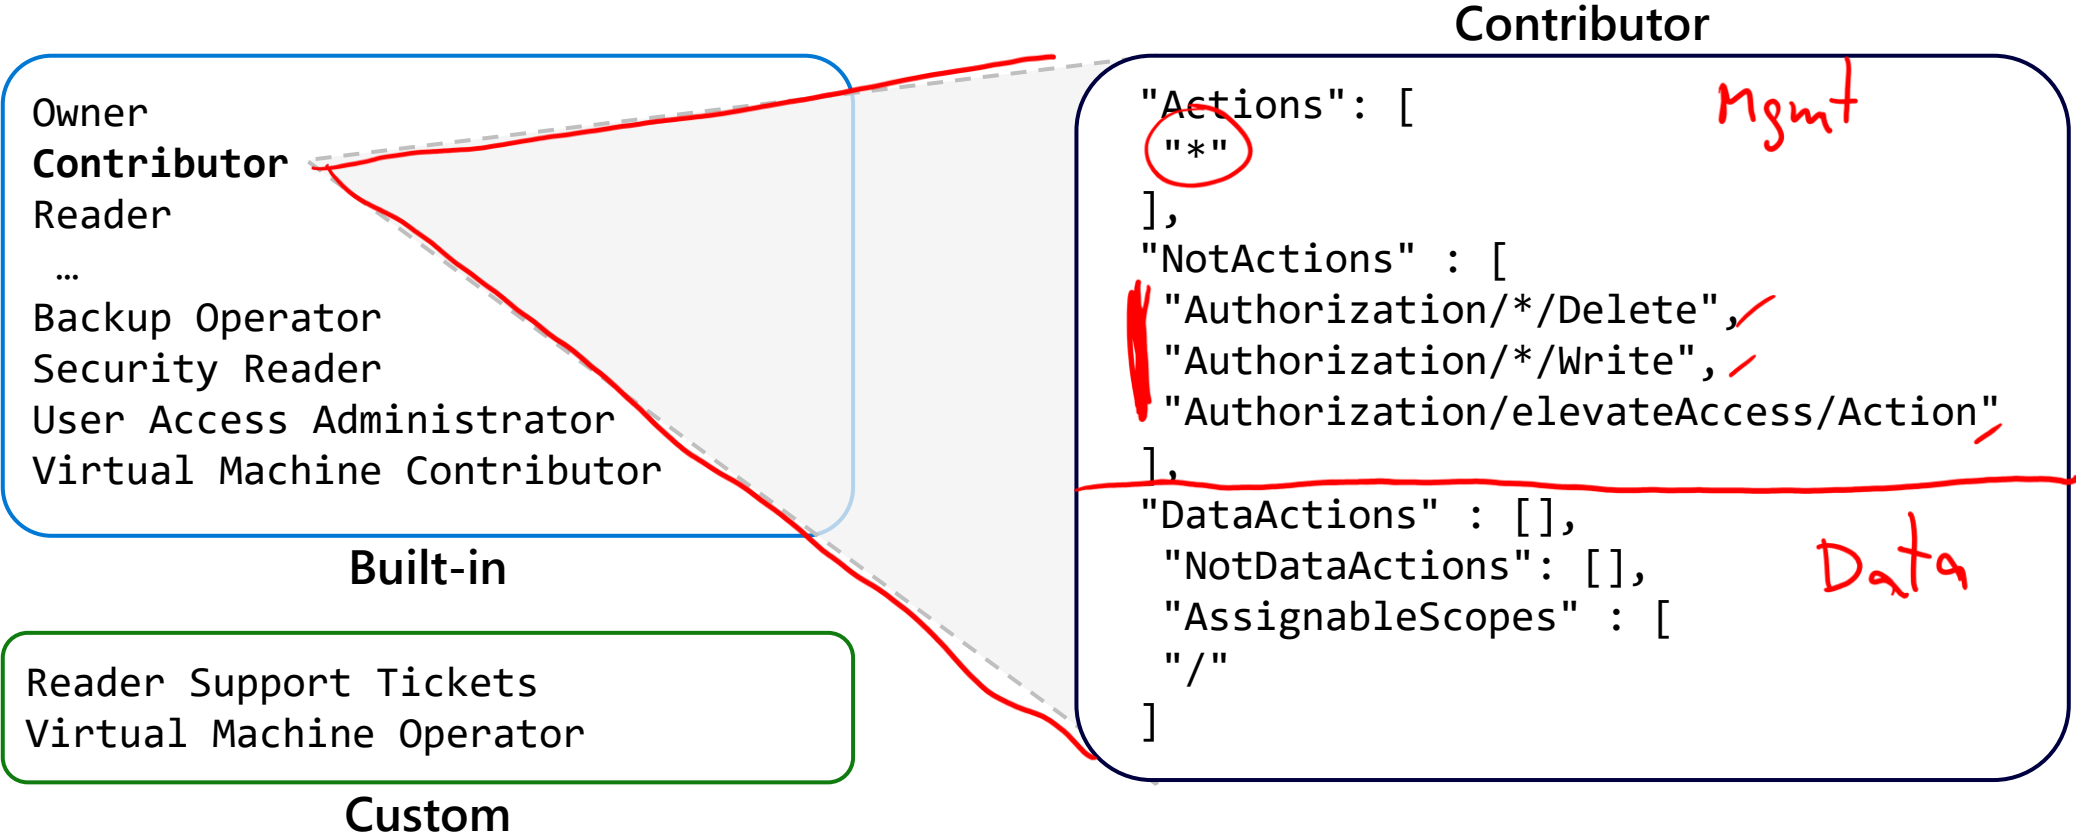 Owner
Contributor
Reader
…
Backup Operator
Security Reader
User Access Administrator
Virtual Machine Contributor
Built-in
Reader Support Tickets
Virtual Machine Operator
Custom
Contributor
"Actions": [
Mgmt
"*"
],
"NotActions" : [
"Authorization/*/Delete",
"Authorization/*/Write",
"Authorization/elevateAccess/Action"
],
"DataActions" : [],
"NotDataActions": [],
Data
"AssignableScopes" : [
"/"
]